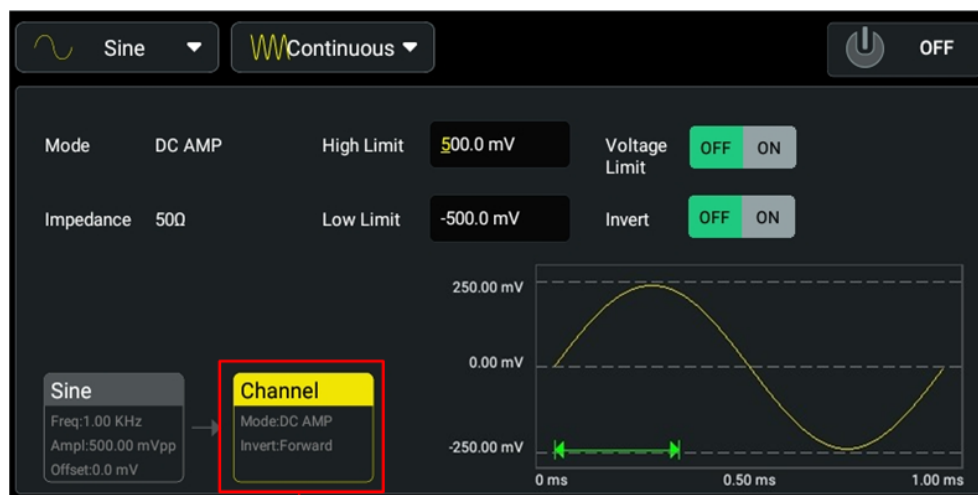 Sine
Continuous
OFF
Mode DC AMP High Limit 500.0 mV Voltage Limit OFF ON
Impedance 50Ω Low Limit -500.0 mV Invert OFF ON
250.00 mV
0.00 mV
-250.00 mV
0 ms 0.50 ms 1.00 ms
Sine
Freq:1.00 KHz
Ampl:500.00 mVpp
Offset:0.0 mV
Channel
Mode:DC AMP
Invert:Forward